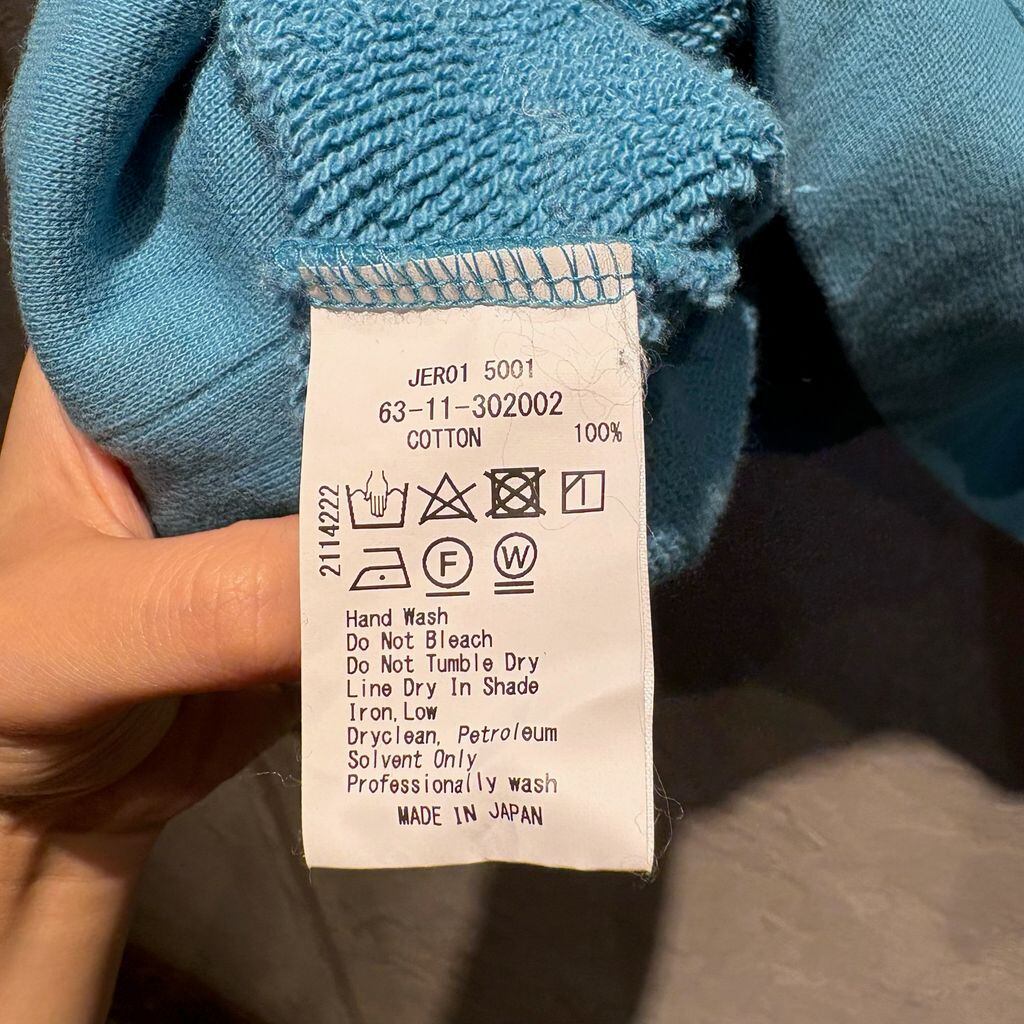 JER01 5001
63-11-302002
COTTON 100%
2114222
F W
Hand Wash
Do Not Bleach
Do Not Tumble Dry
Line Dry In Shade
Iron, Low
Dryclean, Petroleum
Solvent Only
Professionally wash
MADE IN JAPAN